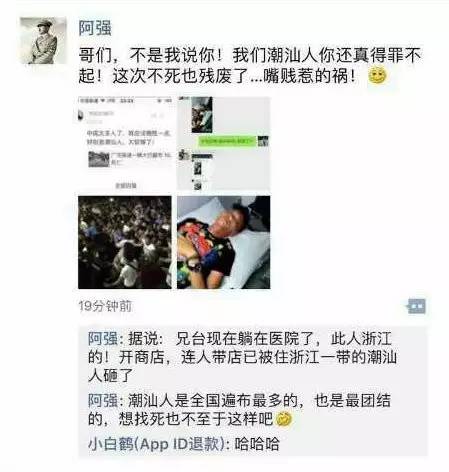 阿强
哥们，不是我说你！我们潮汕人你还真得罪不
起！这次不死也残废了...嘴贱惹的祸！
19分钟前
阿强: 据说：兄台现在躺在医院了，此人浙江
的！开商店，连人带店已被住浙江一带的潮汕
人砸了
阿强: 潮汕人是全国遍布最多的，也是最团结
的，想找死也不至于这样吧
小白鹤(App ID退款): 哈哈哈